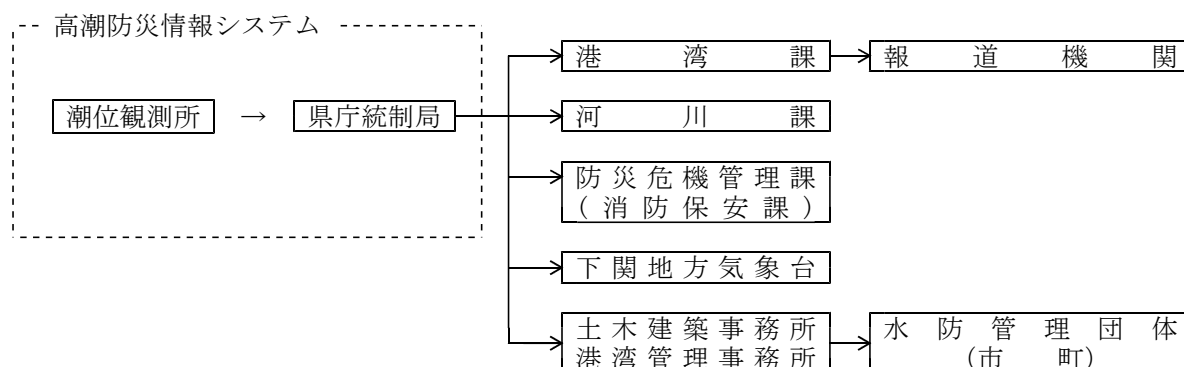 高潮防災情報システム
港湾課 → 報道機関
潮位観測所 → 県庁統制局
河川課
防災危機管理課
(消防保安課)
下関地方気象台
土木建築事務所
港湾管理事務所
水防管理団体
(市町)